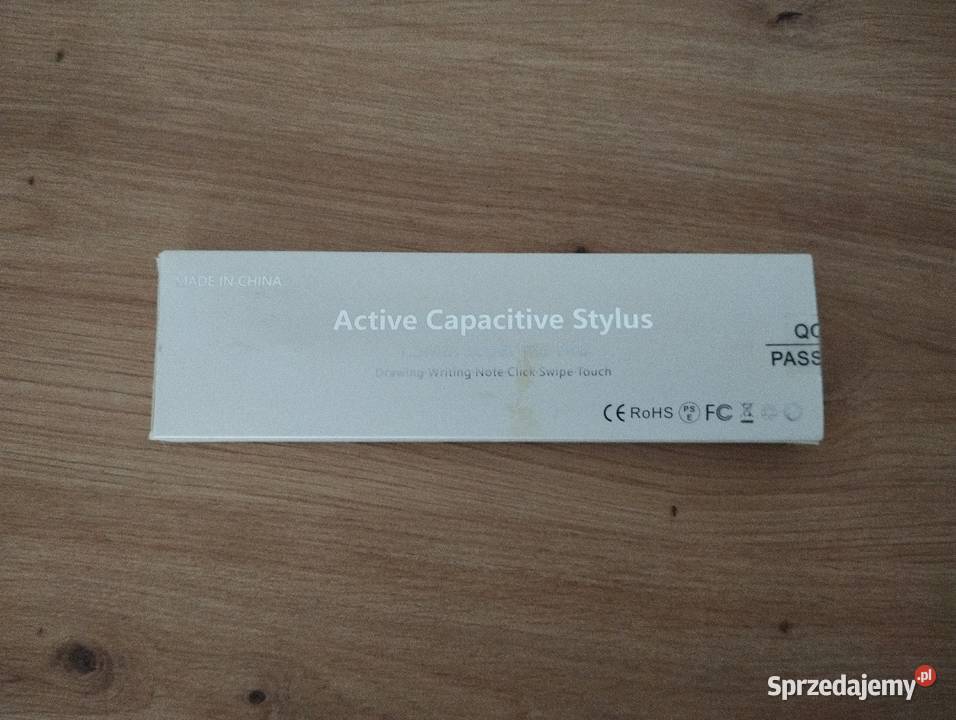 MADE IN CHINA
Active Capacitive Stylus
Drawing·Writing·Note·Click·Swipe·Touch
QC
PASS
CE RoHS PSE FC
Sprzedajemy.pl